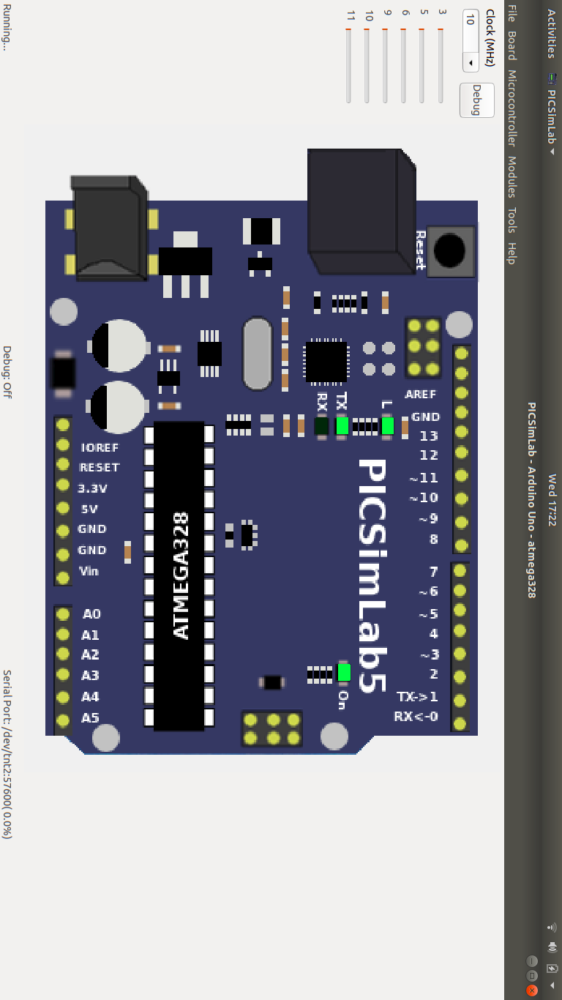 Activities PICSimLab Wed 17:22
PICSimLab - Arduino Uno - atmega328
File Board Microcontroller Modules Tools Help
Clock (MHz)
10 Debug
3
5
6
9
10
11
Reset
AREF
GND
13
12
~11
~10
~9
8
7
~6
~5
4
~3
2
TX->1
RX<-0
L
TX
RX
PICSimLab5
On
ATMEGA328
IOREF
RESET
3.3V
5V
GND
GND
Vin
A0
A1
A2
A3
A4
A5
Running... Debug: Off Serial Port: /dev/tnt2:57600( 0.0%)